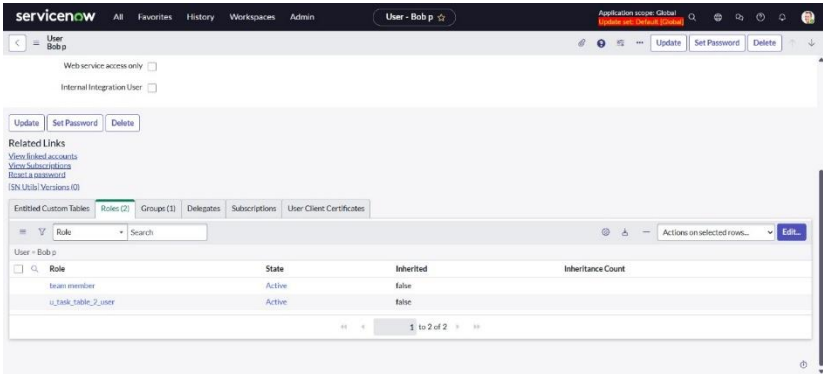 servicenow All Favorites History Workspaces Admin User - Bob p Application scope: Global
Update set: Default [Global]
User
Bob p
Update Set Password Delete
Web service access only
Internal Integration User
Update Set Password Delete
Related Links
View linked accounts
View Subscriptions
Reset a password
[SN Utils] Versions (0)
Entitled Custom Tables Roles (2) Groups (1) Delegates Subscriptions User Client Certificates
Role Search Actions on selected rows... Edit...
User = Bob p
Role State Inherited Inheritance Count
team member Active false
u_task_table_2_user Active false
1 to 2 of 2